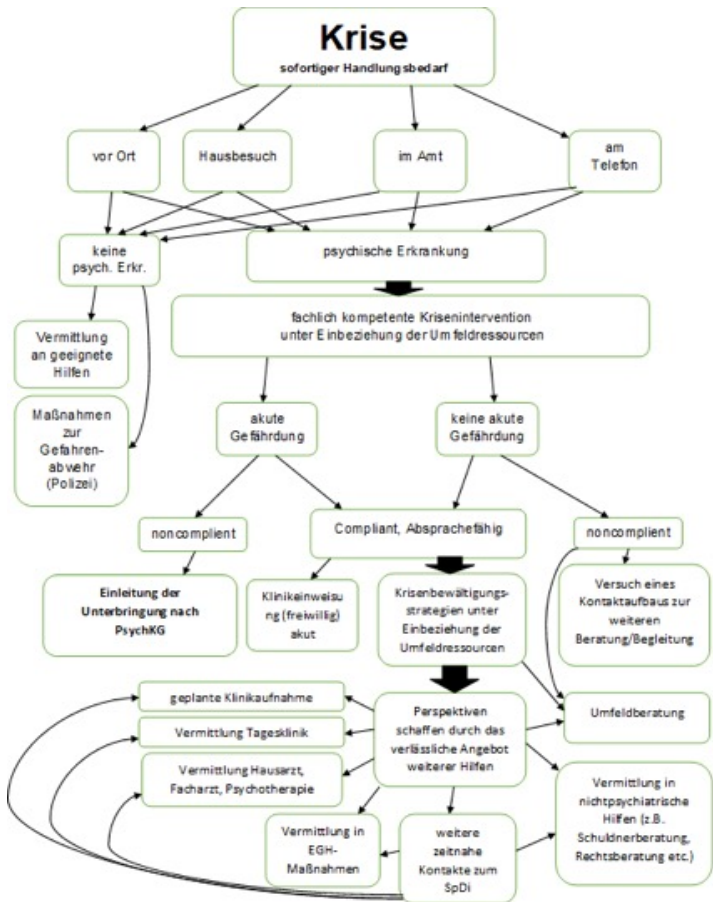 Krise
sofortiger Handlungsbedarf
vor Ort
Hausbesuch
im Amt
am
Telefon
keine
psych. Erkr.
psychische Erkrankung
fachlich kompetente Krisenintervention
unter Einbeziehung der Umfeldressourcen
Vermittlung
an geeignete
Hilfen
Maßnahmen
zur
Gefahren-
abwehr
(Polizei)
akute
Gefährdung
keine akute
Gefährdung
noncomplient
Compliant, Absprachefähig
noncomplient
Einleitung der
Unterbringung nach
PsychKG
Klinikeinweisu
ng (freiwillig)
akut
Krisenbewältigungs-
strategien unter
Einbeziehung der
Umfeldressourcen
Versuch eines
Kontaktaufbaus zur
weiteren
Beratung/Begleitung
geplante Klinikaufnahme
Vermittlung Tagesklinik
Vermittlung Hausarzt,
Facharzt, Psychotherapie
Perspektiven
schaffen durch das
verlässliche Angebot
weiterer Hilfen
Umfeldberatung
Vermittlung in
EGH-
Maßnahmen
weitere
zeitnahe
Kontakte zum
SpDi
Vermittlung in
nichtpsychiatrische
Hilfen (z.B.
Schuldnerberatung,
Rechtsberatung etc.)